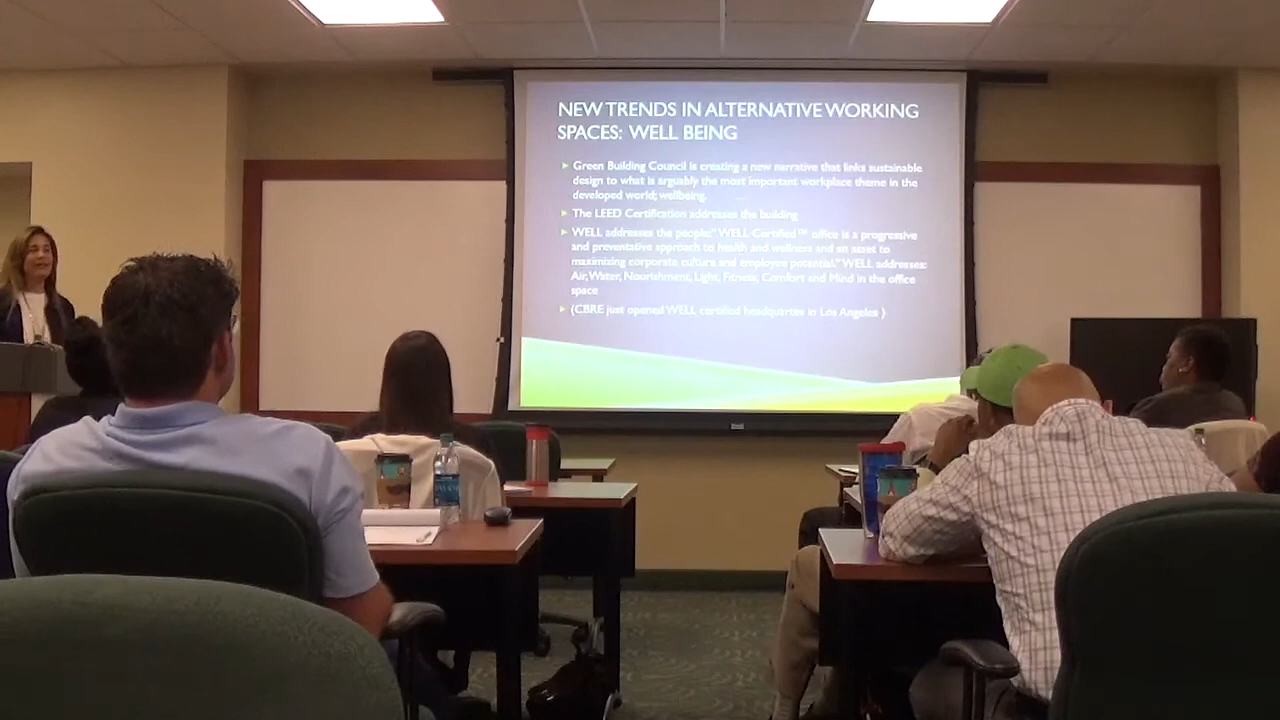 NEW TRENDS IN ALTERNATIVE WORKING
SPACES: WELL BEING
Green Building Council is creating a new narrative that links sustainable
design to what is arguably the most important workplace theme in the
developed world; wellbeing.
The LEED Certification addresses the building
WELL addresses the people:" WELL Certified™ office is a progressive
and preventative approach to health and wellness and an asset to
maximizing corporate culture and employee potential." WELL addresses:
Air, Water, Nourishment, Light, Fitness, Comfort and Mind in the office
space
(CBRE just opened WELL certified headquartes in Los Angeles )